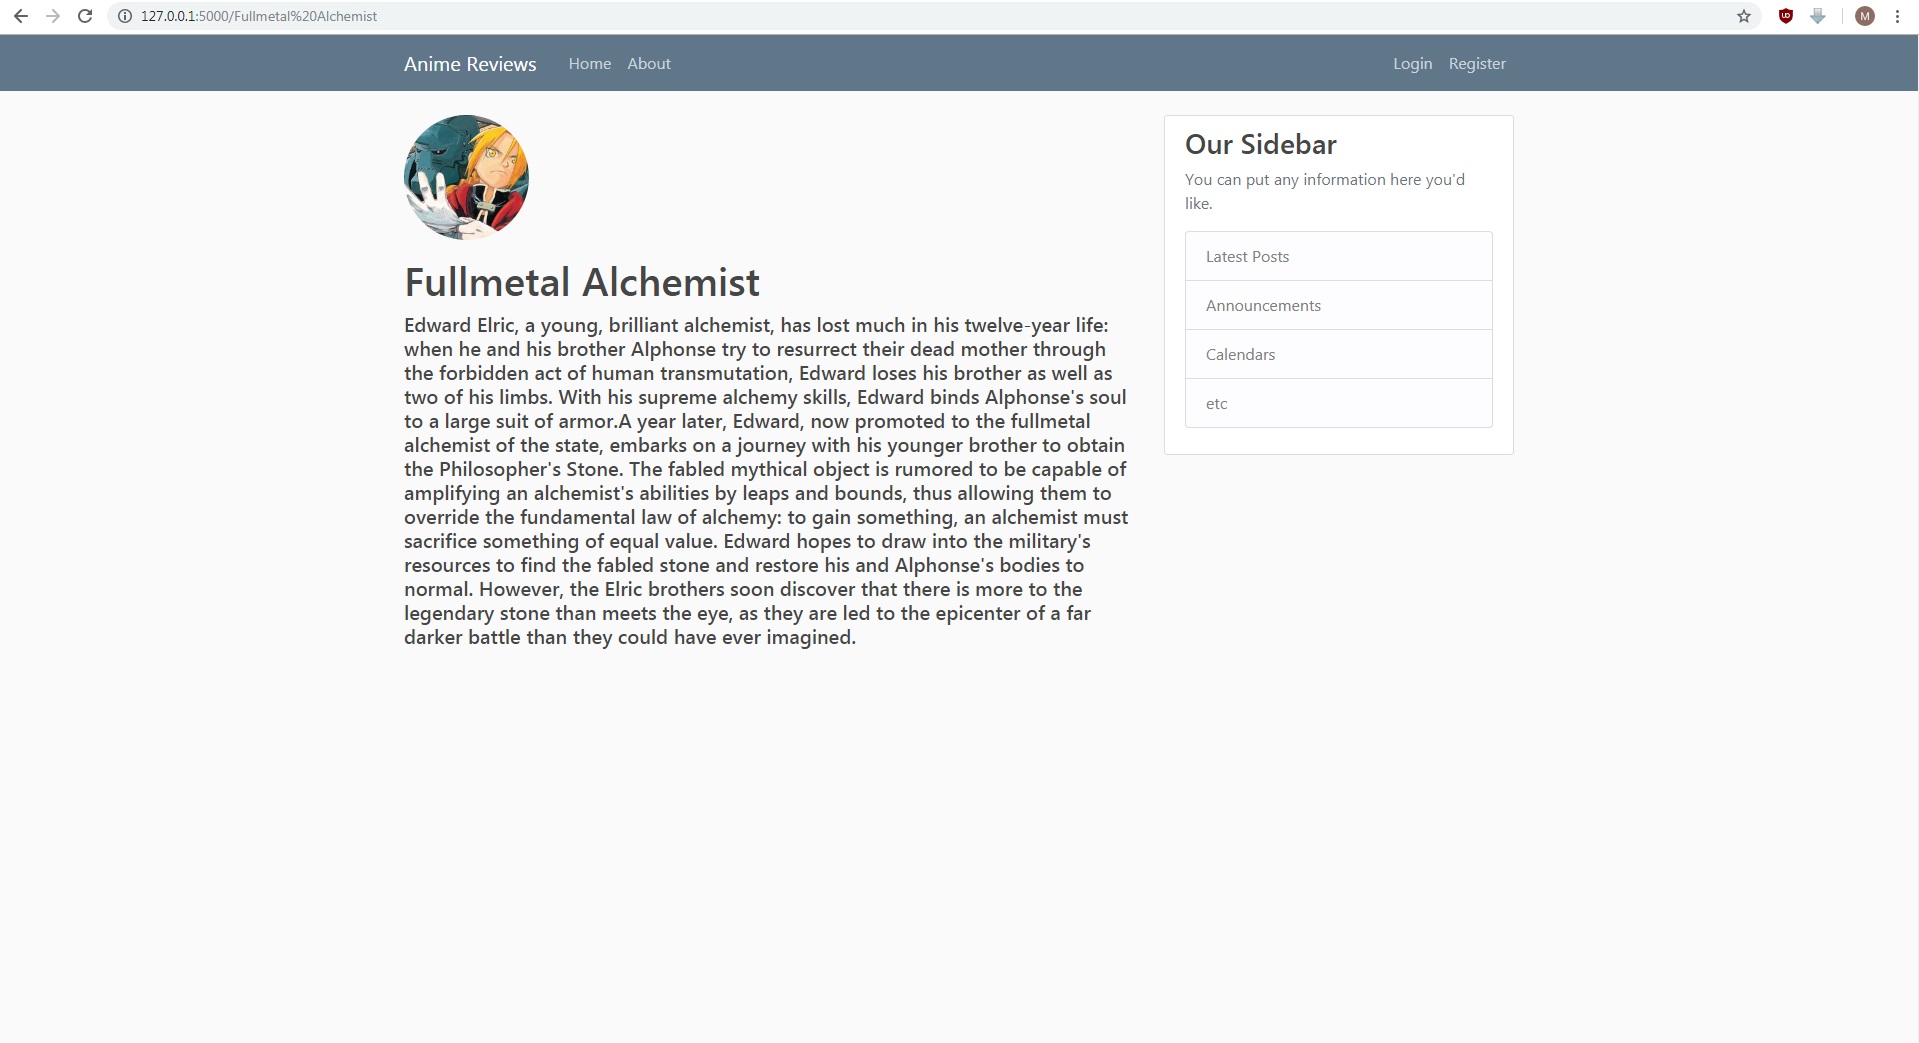 127.0.0.1:5000/Fullmetal%20Alchemist
UD
M
Anime Reviews Home About Login Register
Fullmetal Alchemist
Edward Elric, a young, brilliant alchemist, has lost much in his twelve-year life:
when he and his brother Alphonse try to resurrect their dead mother through
the forbidden act of human transmutation, Edward loses his brother as well as
two of his limbs. With his supreme alchemy skills, Edward binds Alphonse's soul
to a large suit of armor.A year later, Edward, now promoted to the fullmetal
alchemist of the state, embarks on a journey with his younger brother to obtain
the Philosopher's Stone. The fabled mythical object is rumored to be capable of
amplifying an alchemist's abilities by leaps and bounds, thus allowing them to
override the fundamental law of alchemy: to gain something, an alchemist must
sacrifice something of equal value. Edward hopes to draw into the military's
resources to find the fabled stone and restore his and Alphonse's bodies to
normal. However, the Elric brothers soon discover that there is more to the
legendary stone than meets the eye, as they are led to the epicenter of a far
darker battle than they could have ever imagined.
Our Sidebar
You can put any information here you'd
like.
Latest Posts
Announcements
Calendars
etc